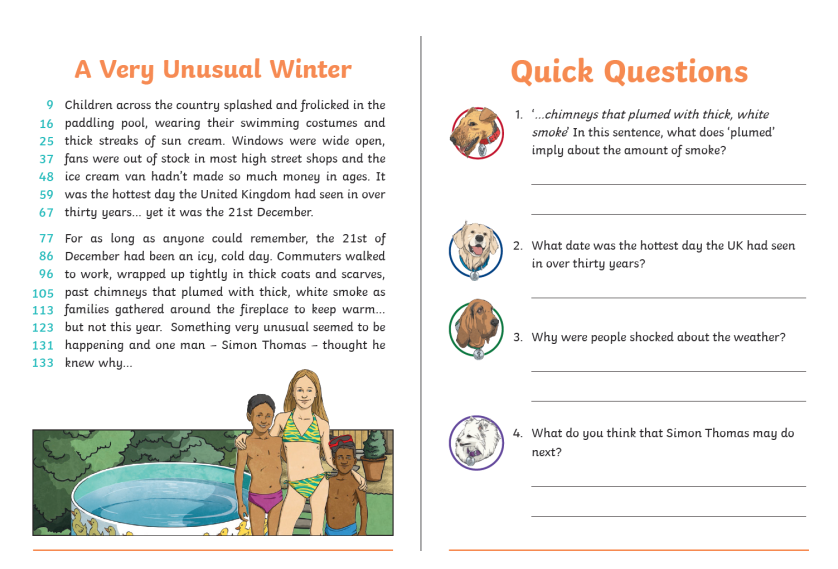 A Very Unusual Winter
9 Children across the country splashed and frolicked in the
16 paddling pool, wearing their swimming costumes and
25 thick streaks of sun cream. Windows were wide open,
37 fans were out of stock in most high street shops and the
48 ice cream van hadn't made so much money in ages. It
59 was the hottest day the United Kingdom had seen in over
67 thirty years... yet it was the 21st December.
77 For as long as anyone could remember, the 21st of
86 December had been an icy, cold day. Commuters walked
96 to work, wrapped up tightly in thick coats and scarves,
105 past chimneys that plumed with thick, white smoke as
113 families gathered around the fireplace to keep warm...
123 but not this year. Something very unusual seemed to be
131 happening and one man – Simon Thomas – thought he
133 knew why...
Quick Questions
1. '...chimneys that plumed with thick, white
smoke' In this sentence, what does 'plumed'
imply about the amount of smoke?
2. What date was the hottest day the UK had seen
in over thirty years?
3. Why were people shocked about the weather?
4. What do you think that Simon Thomas may do
next?